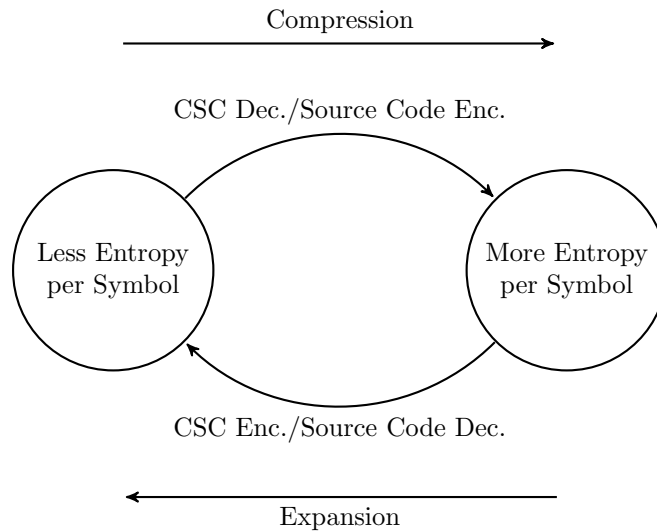 Compression
CSC Dec./Source Code Enc.
Less Entropy
per Symbol
More Entropy
per Symbol
CSC Enc./Source Code Dec.
Expansion